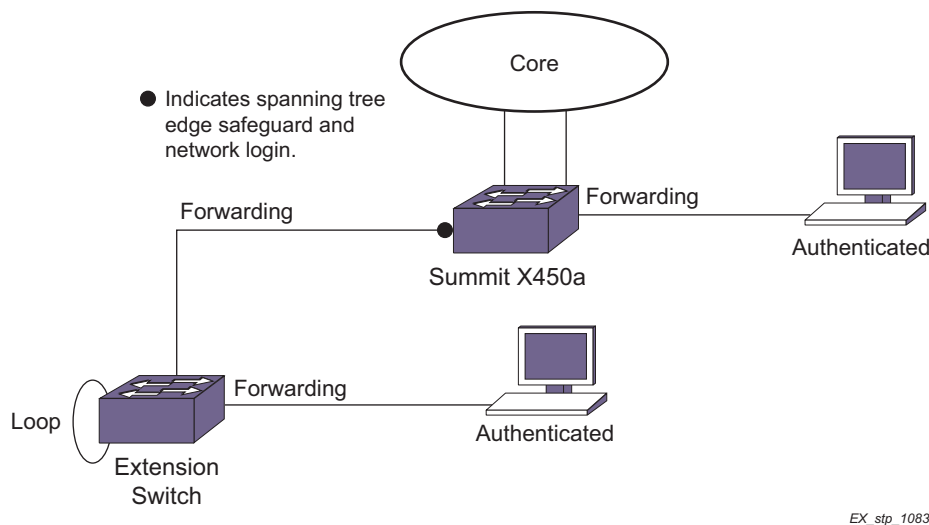 Core
Indicates spanning tree
edge safeguard and
network login.
Forwarding
Forwarding
Authenticated
Summit X450a
Forwarding
Loop
Authenticated
Extension
Switch
EX_stp_1083